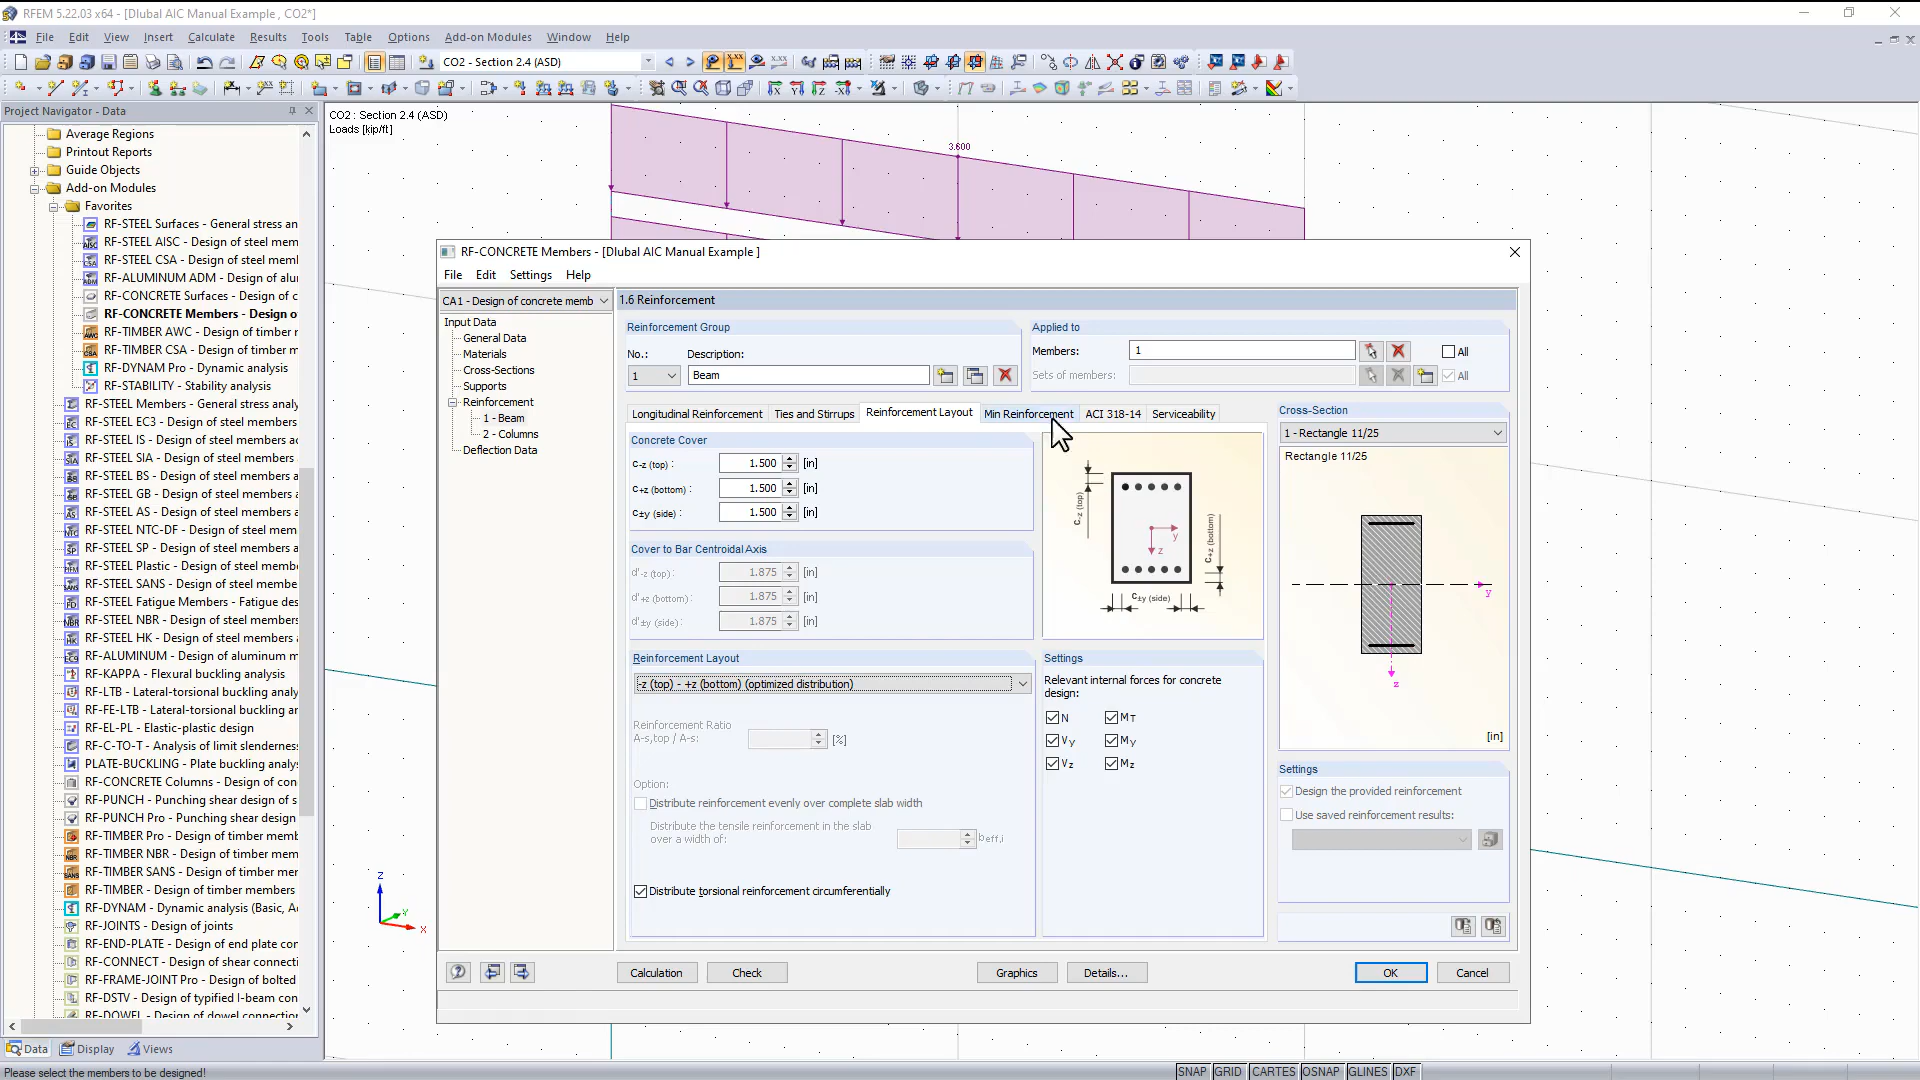 RFEM 5.22.03 x64 - [Dlubal AIC Manual Example , CO2*]
File Edit View Insert Calculate Results Tools Table Options Add-on Modules Window Help
CO2 - Section 2.4 (ASD)
Project Navigator - Data
Average Regions
Printout Reports
Guide Objects
Add-on Modules
Favorites
RF-STEEL Surfaces - General stress an
RF-STEEL AISC - Design of steel mem
RF-STEEL CSA - Design of steel memb
RF-ALUMINUM ADM - Design of alu
RF-CONCRETE Surfaces - Design of c
RF-CONCRETE Members - Design o
RF-TIMBER AWC - Design of timber r
RF-TIMBER CSA - Design of timber m
RF-DYNAM Pro - Dynamic analysis
RF-STABILITY - Stability analysis
RF-STEEL Members - General stress analy
RF-STEEL EC3 - Design of steel members
RF-STEEL IS - Design of steel members ac
RF-STEEL SIA - Design of steel members a
RF-STEEL BS - Design of steel members a
RF-STEEL GB - Design of steel members a
RF-STEEL AS - Design of steel members a
RF-STEEL NTC-DF - Design of steel mem
RF-STEEL SP - Design of steel members a
RF-STEEL Plastic - Design of steel membe
RF-STEEL SANS - Design of steel member
RF-STEEL Fatigue Members - Fatigue des
RF-STEEL NBR - Design of steel members
RF-STEEL HK - Design of steel members a
RF-ALUMINUM - Design of aluminum m
RF-KAPPA - Flexural buckling analysis
RF-LTB - Lateral-torsional buckling analy
RF-FE-LTB - Lateral-torsional buckling ar
RF-EL-PL - Elastic-plastic design
RF-C-TO-T - Analysis of limit slenderness
PLATE-BUCKLING - Plate buckling analys
RF-CONCRETE Columns - Design of con
RF-PUNCH - Punching shear design of s
RF-PUNCH Pro - Punching shear design
RF-TIMBER Pro - Design of timber memb
RF-TIMBER NBR - Design of timber mem
RF-TIMBER SANS - Design of timber mem
RF-TIMBER - Design of timber members
RF-DYNAM - Dynamic analysis (Basic, Ac
RF-JOINTS - Design of joints
RF-END-PLATE - Design of end plate con
RF-CONNECT - Design of shear connecti
RF-FRAME-JOINT Pro - Design of bolted
RF-DSTV - Design of typified I-beam con
RF-DOWEL - Design of dowel connection
Data Display Views
Please select the members to be designed!
SNAP GRID CARTES OSNAP GLINES DXF
CO2 : Section 2.4 (ASD)
Loads [kip/ft]
3.600
Z
Y
X
RF-CONCRETE Members - [Dlubal AIC Manual Example ]
File Edit Settings Help
CA1 - Design of concrete memb
Input Data
General Data
Materials
Cross-Sections
Supports
Reinforcement
1 - Beam
2 - Columns
Deflection Data
1.6 Reinforcement
Reinforcement Group
No.: Description:
1 Beam
Applied to
Members: 1 All
Sets of members: All
Longitudinal Reinforcement Ties and Stirrups Reinforcement Layout Min Reinforcement ACI 318-14 Serviceability
Concrete Cover
c-z (top) : 1.500 [in]
c+z (bottom) : 1.500 [in]
c±y (side) : 1.500 [in]
Cover to Bar Centroidal Axis
d'-z (top): 1.875 [in]
d'+z (bottom): 1.875 [in]
d'±y (side): 1.875 [in]
Reinforcement Layout
-z (top) - +z (bottom) (optimized distribution)
Reinforcement Ratio
A-s,top / A-s: [%]
Option:
Distribute reinforcement evenly over complete slab width
Distribute the tensile reinforcement in the slab
over a width of: beff,i
Distribute torsional reinforcement circumferentially
c-z (top)
y
z
c+z (bottom)
c±y (side)
Settings
Relevant internal forces for concrete
design:
N MT
Vy My
Vz Mz
Cross-Section
1 - Rectangle 11/25
Rectangle 11/25
y
z
[in]
Settings
Design the provided reinforcement
Use saved reinforcement results:
Calculation Check Graphics Details... OK Cancel